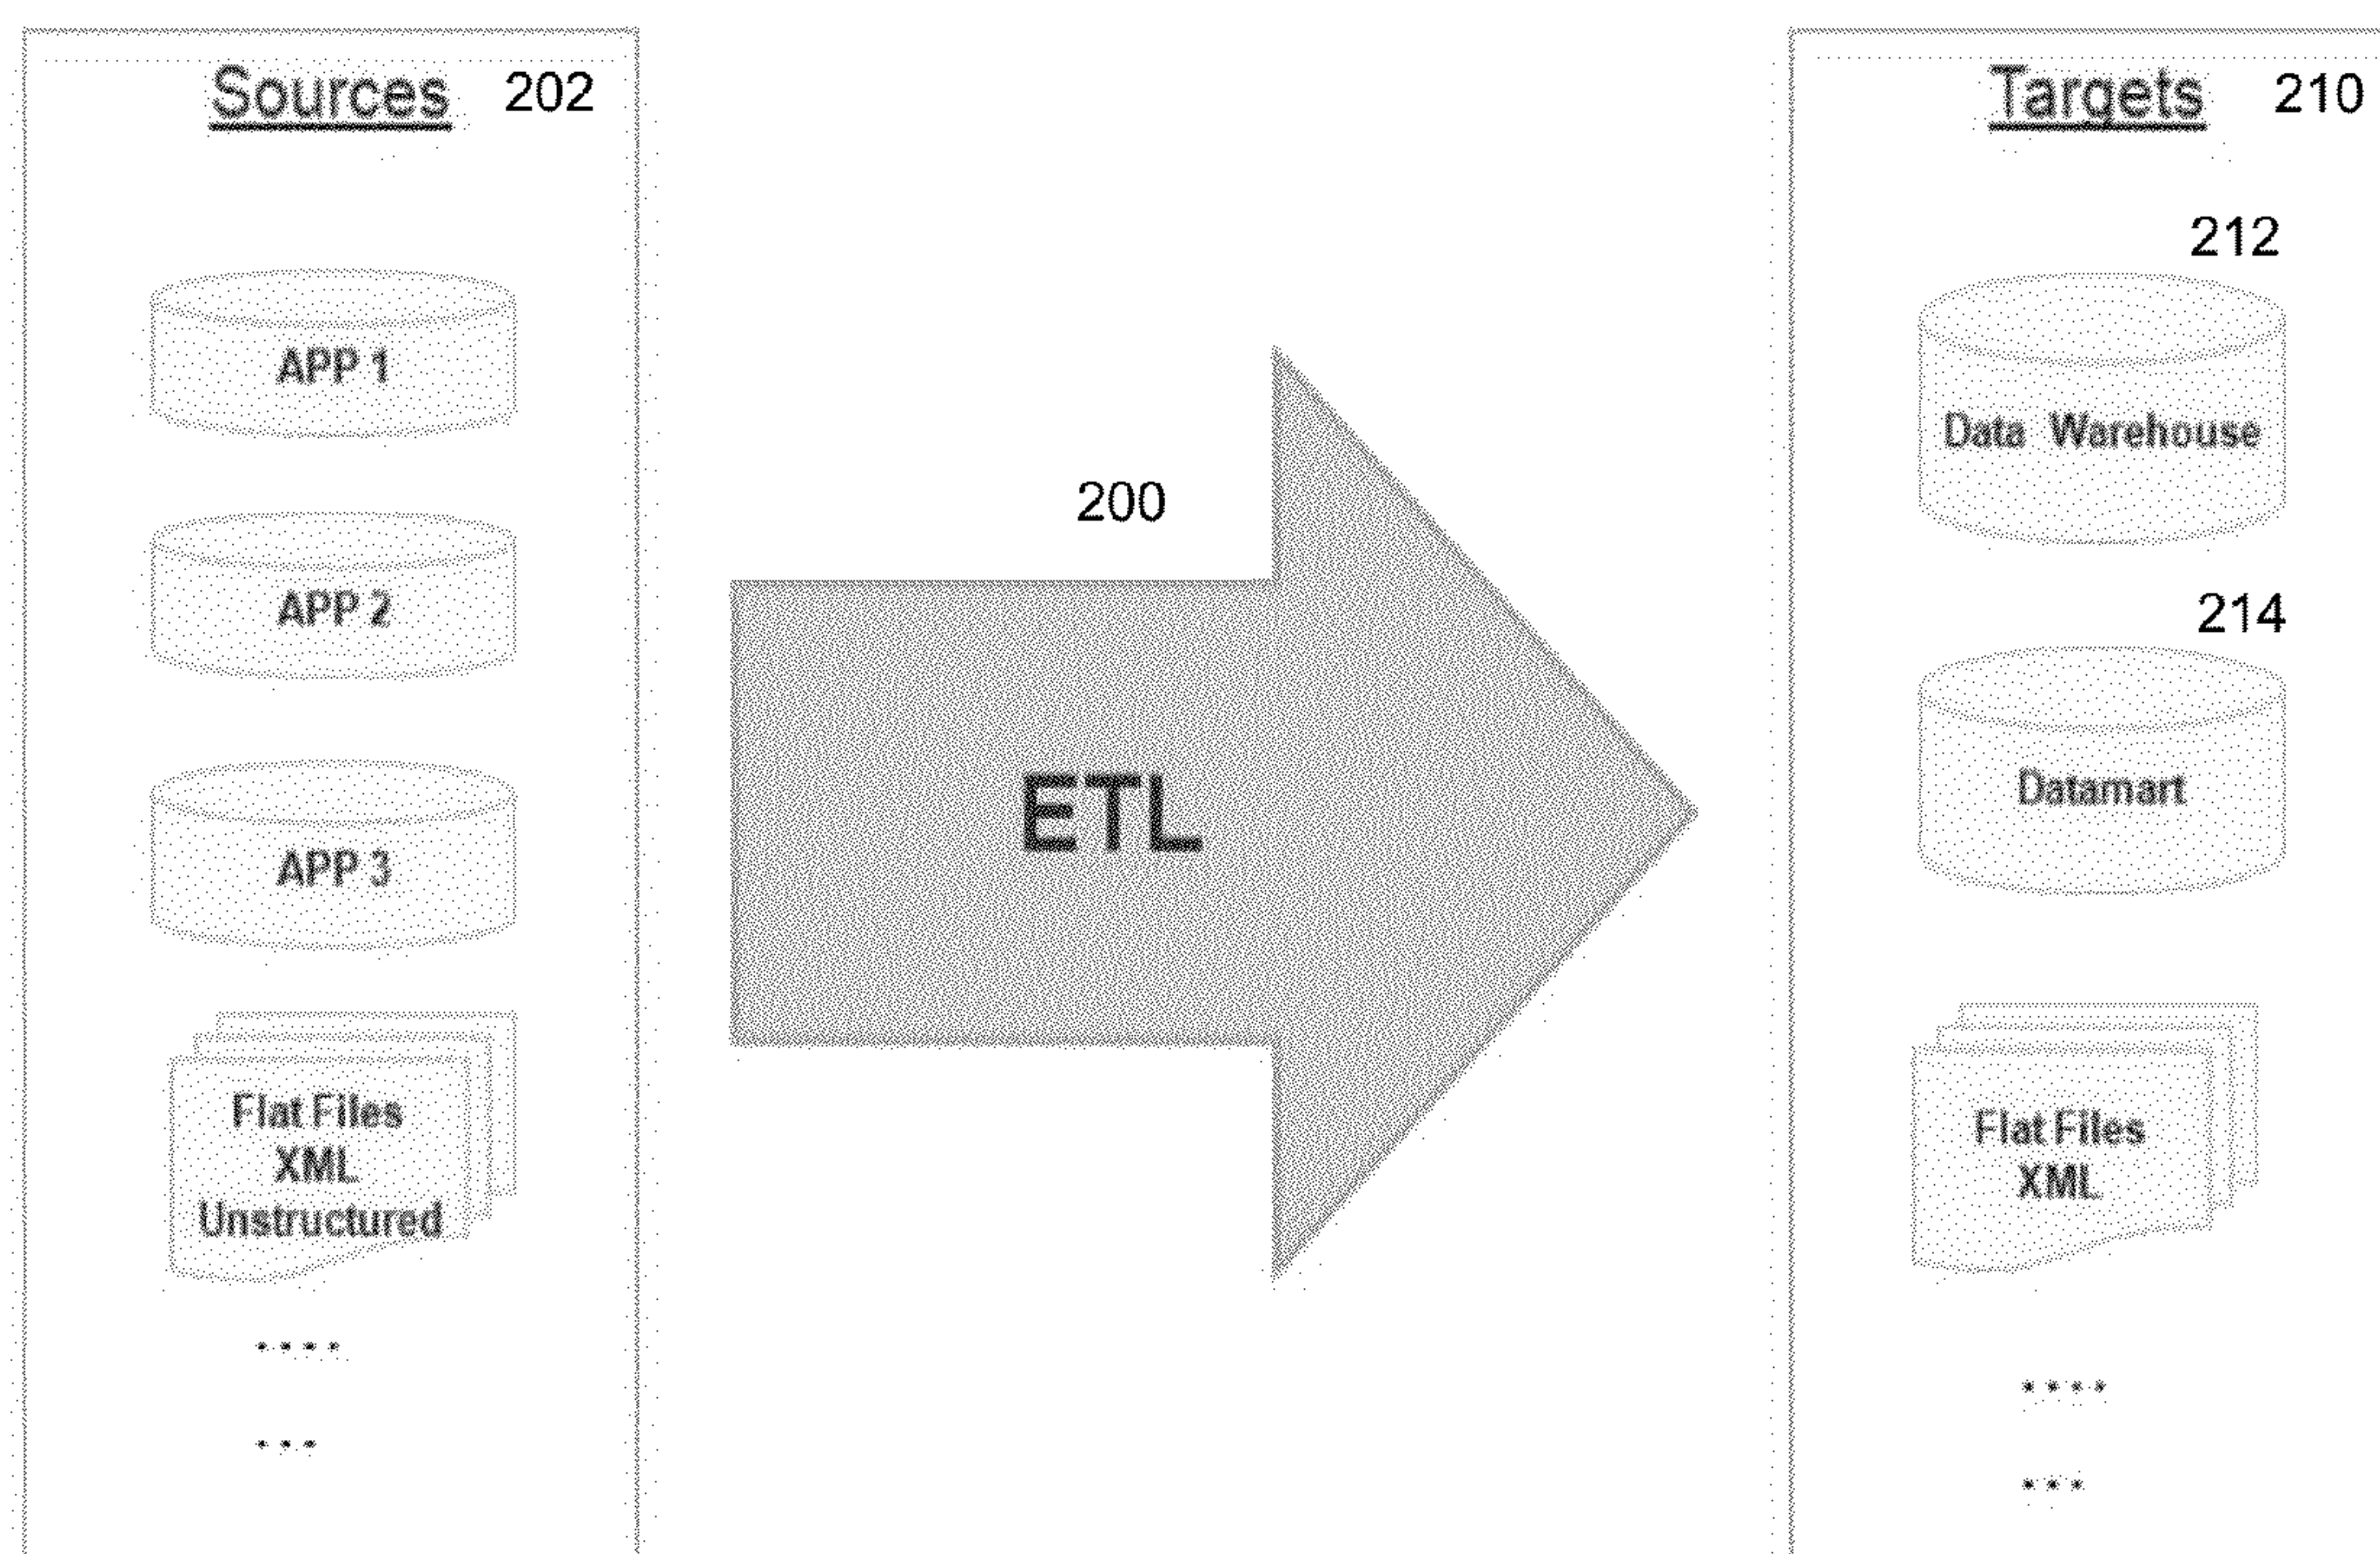 Sources 202
APP 1
APP 2
APP 3
Flat Files
XML
Unstructured
....
...
200
ETL
Targets 210
212
Data Warehouse
214
Datamart
Flat Files
XML
....
...